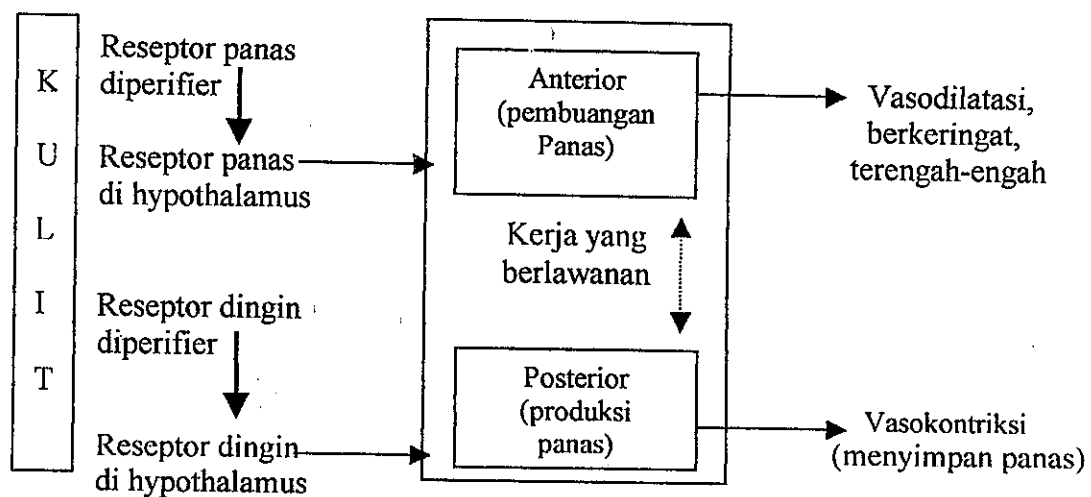 KULIT
Reseptor panas
diperifier
Reseptor panas
di hypothalamus
Reseptor dingin
diperifier
Reseptor dingin
di hypothalamus
Anterior
(pembuangan
Panas)
Kerja yang
berlawanan
Posterior
(produksi
panas)
Vasodilatasi,
berkeringat,
terengah-engah
Vasokontriksi
(menyimpan panas)